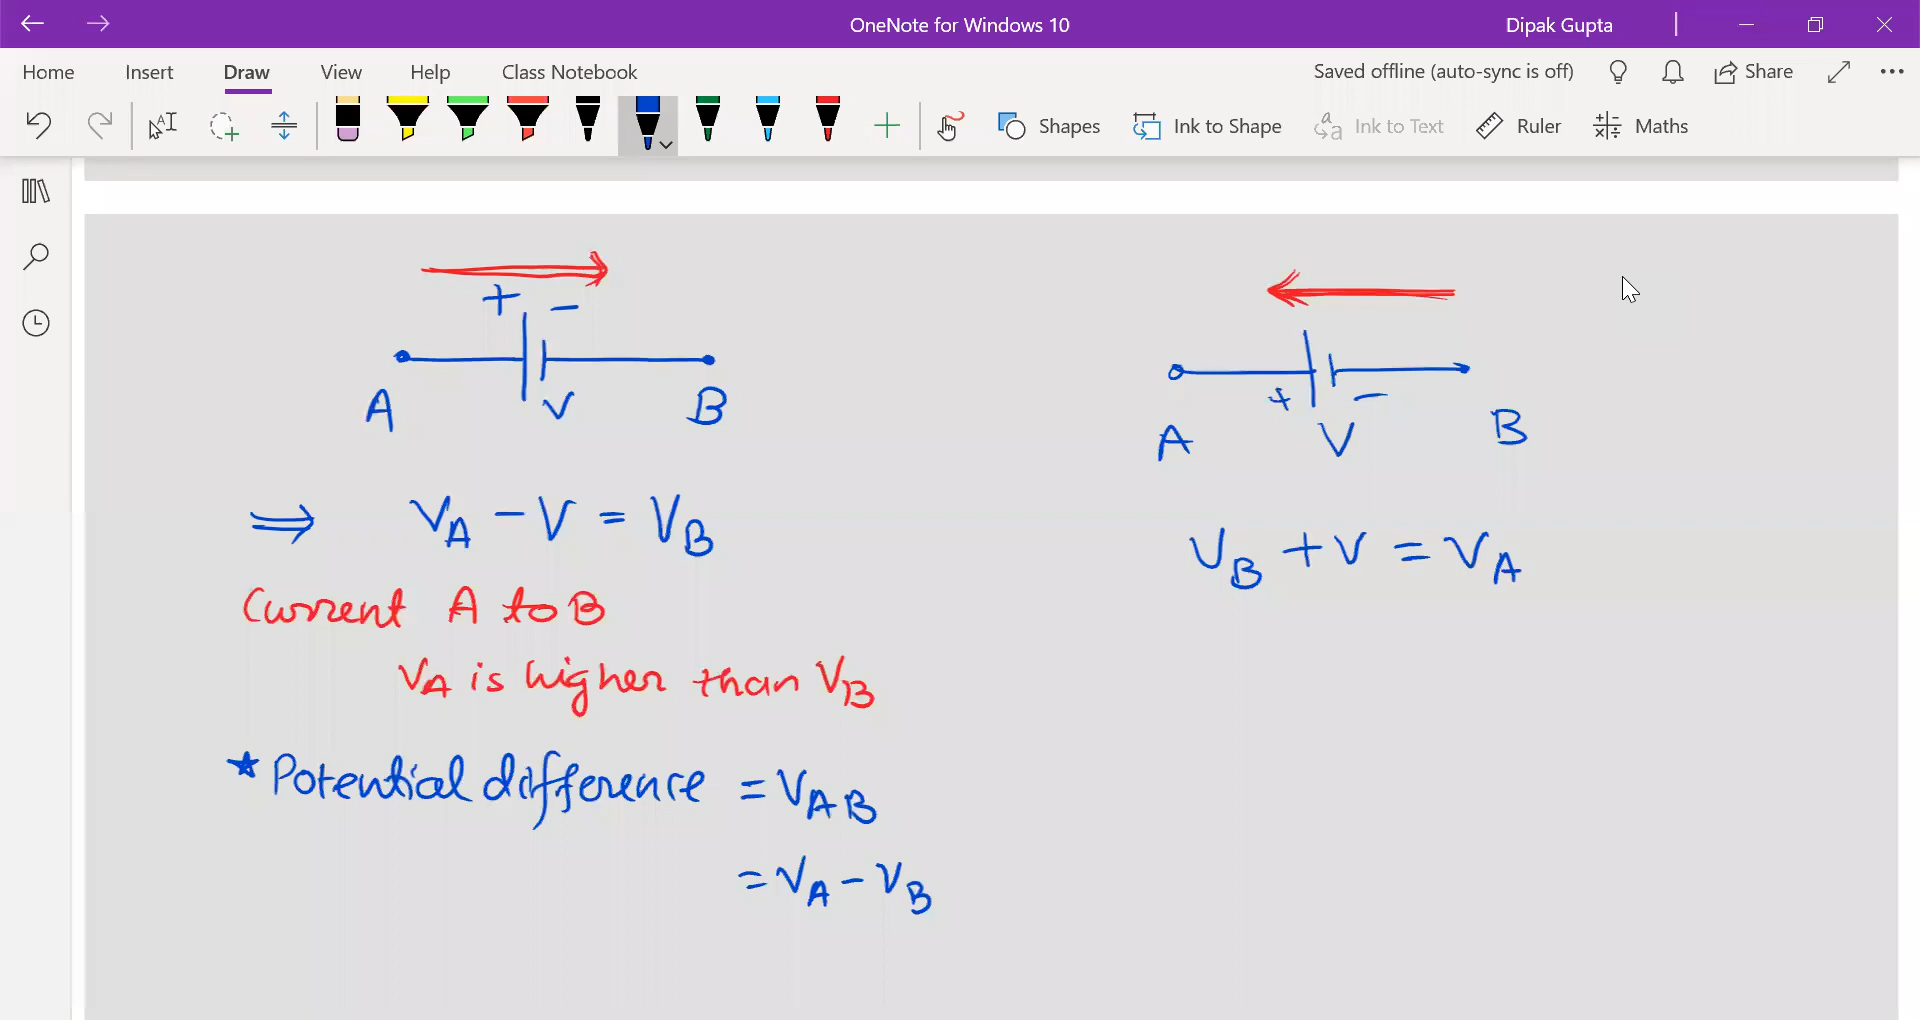 OneNote for Windows 10
Dipak Gupta
Home Insert Draw View Help Class Notebook
Saved offline (auto-sync is off) Share
Shapes Ink to Shape Ink to Text Ruler Maths
+ -
A V B
⇒ VA - V = VB
Current A to B
VA is higher than VB
★ Potential difference = VAB
= VA - VB
+ -
A V B
VB + V = VA